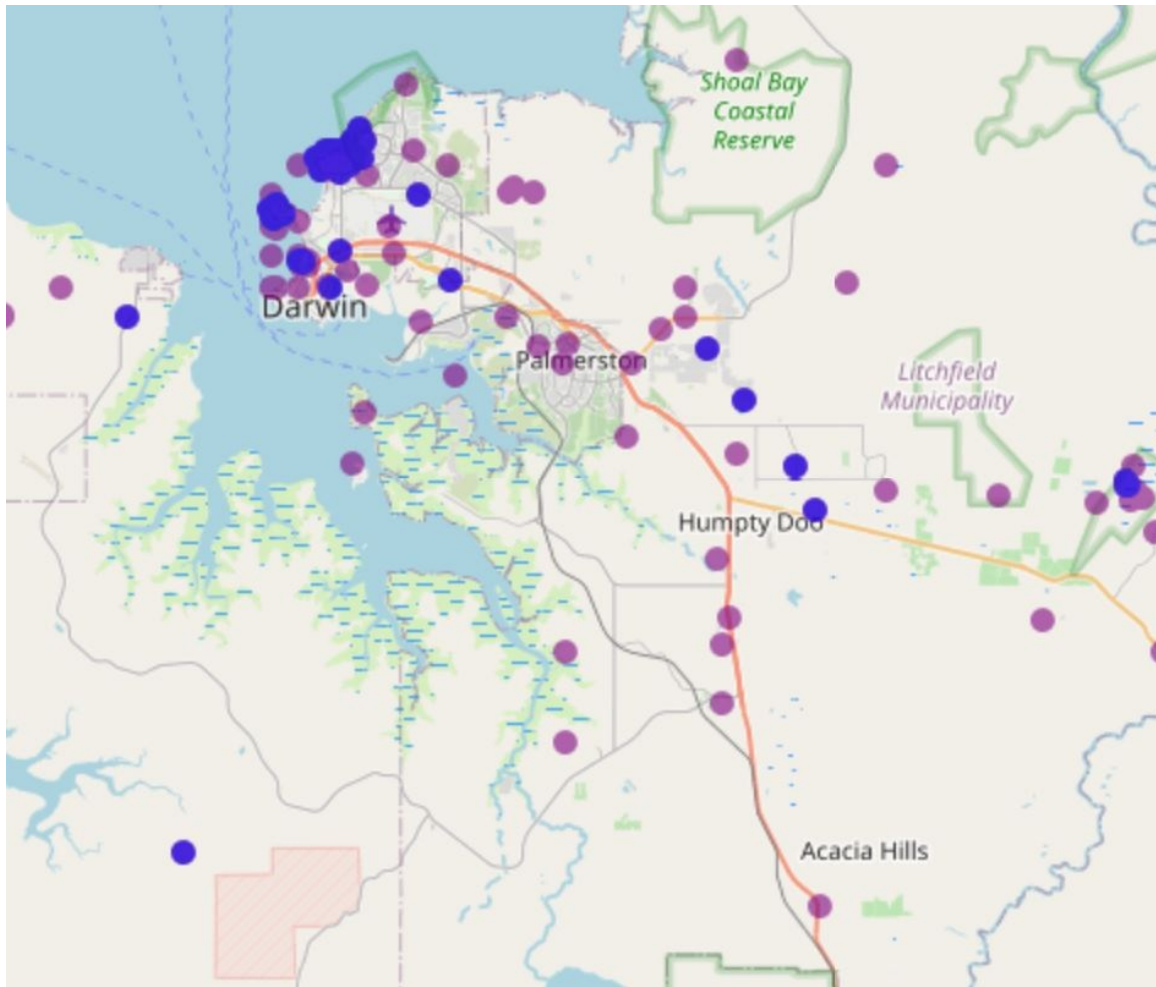 Shoal Bay
Coastal
Reserve
Darwin
Palmerston
Litchfield
Municipality
Humpty Doo
Acacia Hills